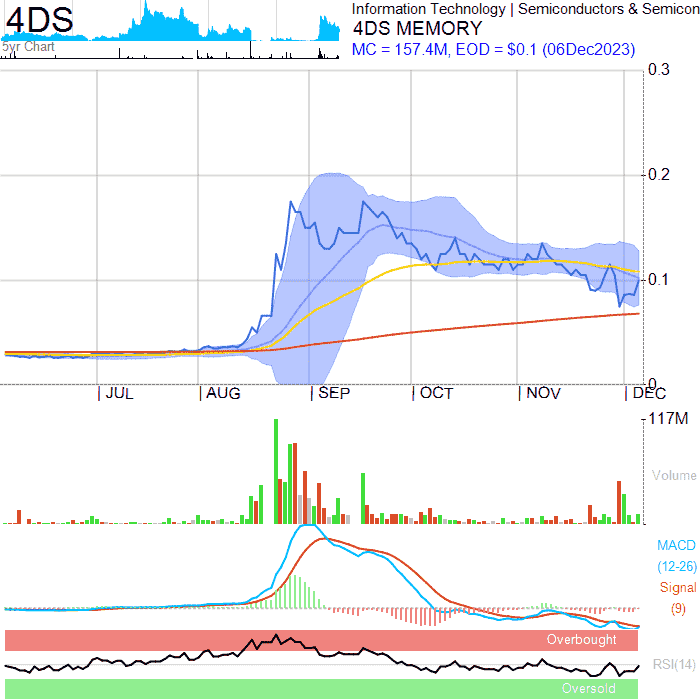 4DS
5yr Chart
Information Technology | Semiconductors & Semicon
4DS MEMORY
MC = 157.4M, EOD = $0.1 (06Dec2023)
0.3
0.2
0.1
0
JUL
AUG
SEP
OCT
NOV
DEC
117M
Volume
MACD
(12-26)
Signal
(9)
Overbought
RSI(14)
Oversold